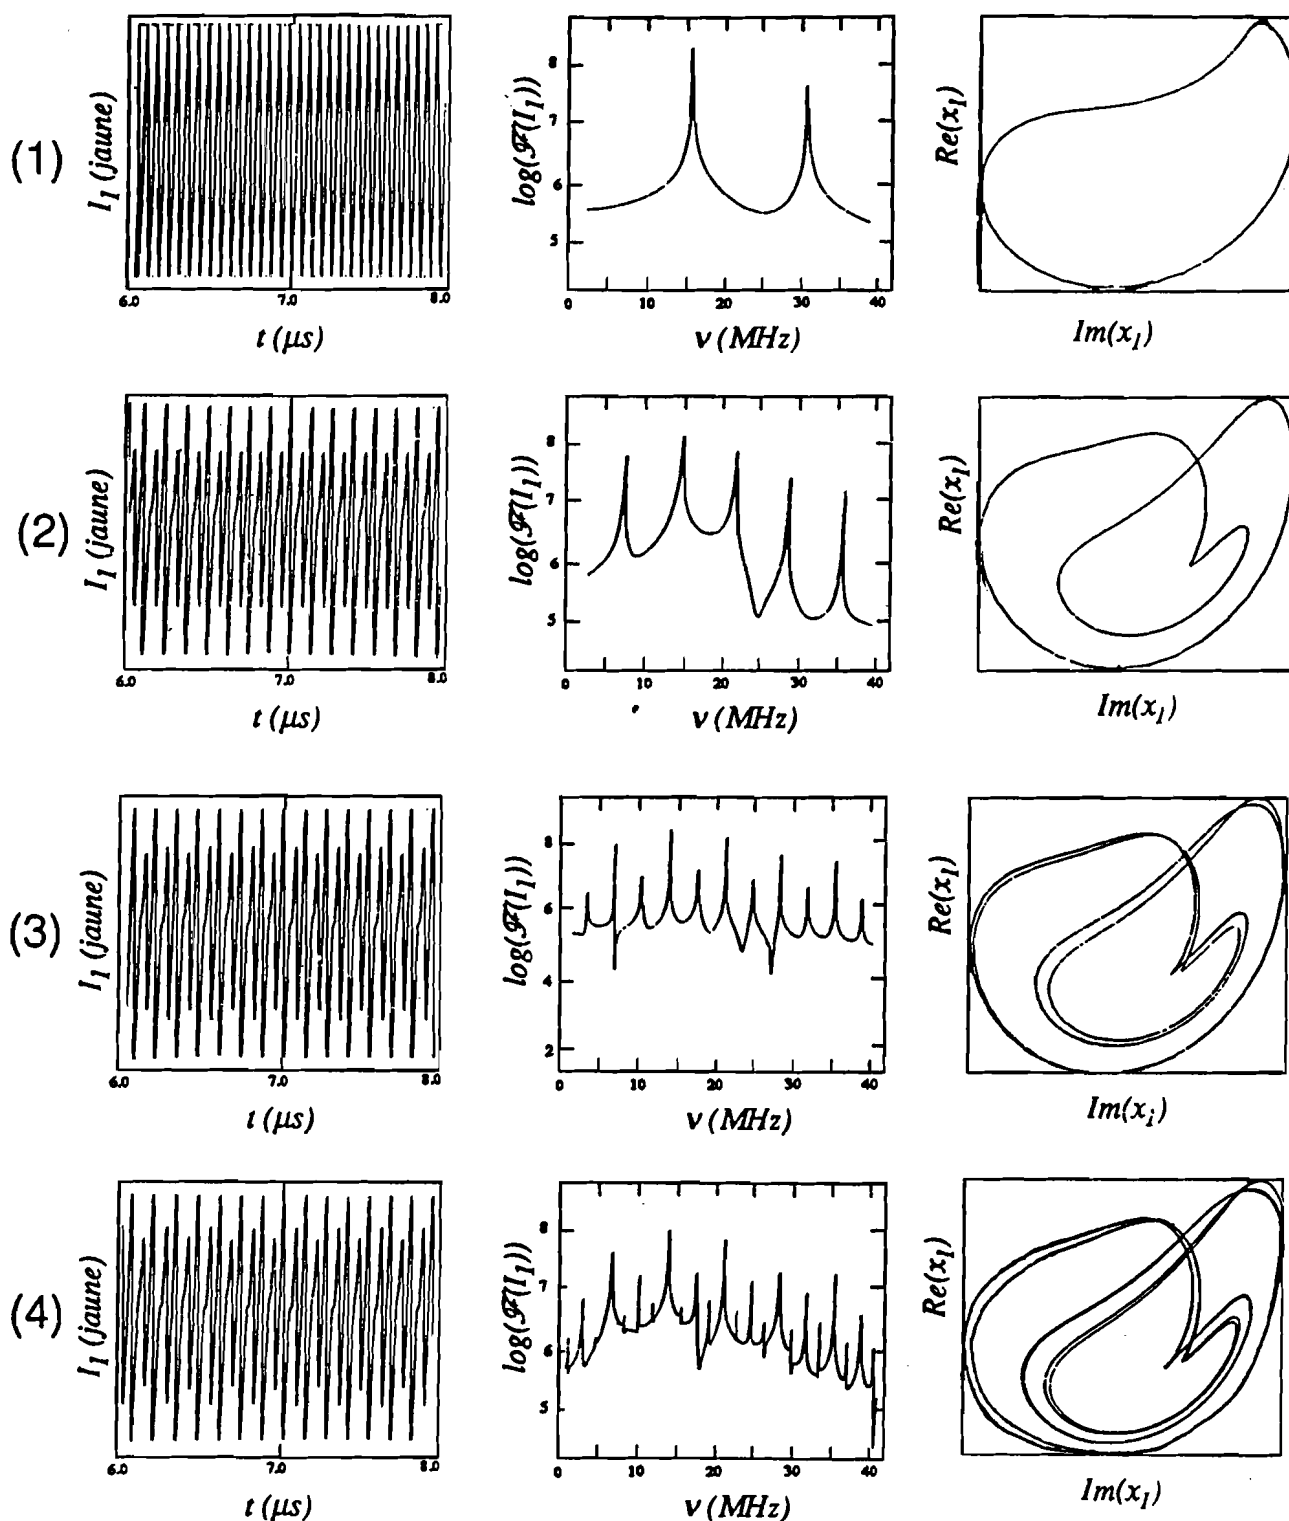 (1)
I₁ (jaune)
6.0 7.0 8.0
t (μs)
log(ℱ(I₁))
8
7
6
5
0 10 20 30 40
ν (MHz)
Re(x₁)
Im(x₁)
(2)
I₁ (jaune)
6.0 7.0 8.0
t (μs)
log(ℱ(I₁))
8
7
6
5
0 10 20 30 40
ν (MHz)
Re(x₁)
Im(x₁)
(3)
I₁ (jaune)
6.0 7.0 8.0
t (μs)
log(ℱ(I₁))
8
6
4
2
0 10 20 30 40
ν (MHz)
Re(x₁)
Im(xᵢ)
(4)
I₁ (jaune)
6.0 7.0 8.0
t (μs)
log(ℱ(I₁))
8
7
6
5
0 10 20 30 40
ν (MHz)
Re(x₁)
Im(x₁)